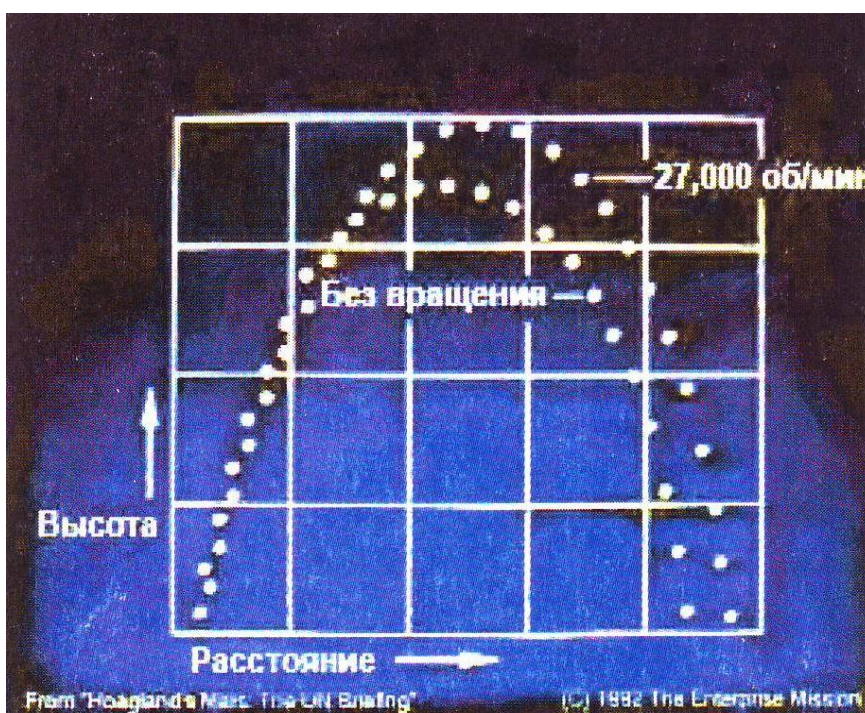 27,000 об/мин
Без вращения
Высота
Расстояние
From "Hoagland's Mars: The UN Briefing"
(C) 1992 The Enterprise Mission